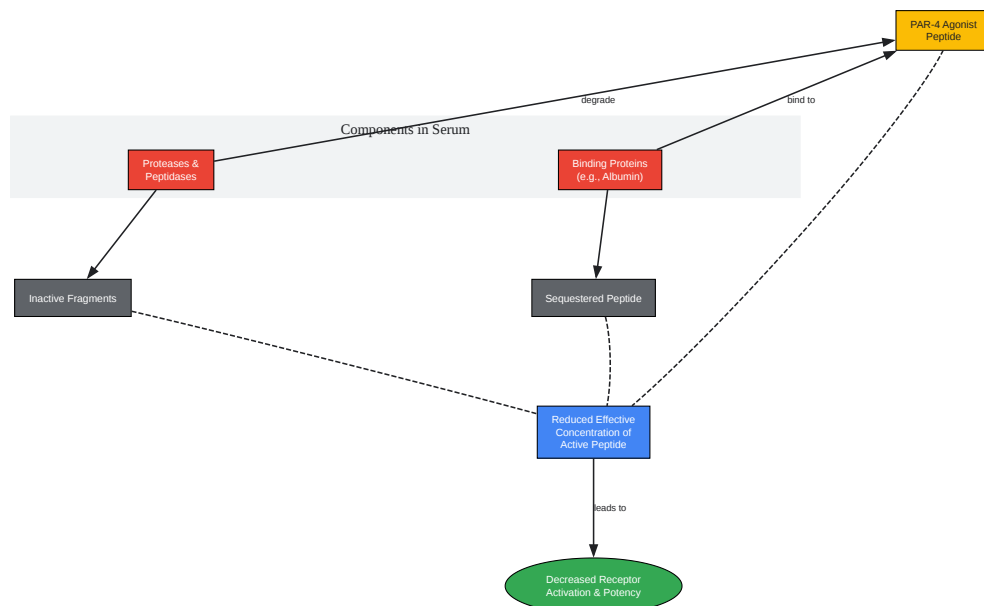 PAR-4 Agonist
Peptide
degrade
bind to
Components in Serum
Proteases &
Peptidases
Binding Proteins
(e.g., Albumin)
Inactive Fragments
Sequestered Peptide
Reduced Effective
Concentration of
Active Peptide
leads to
Decreased Receptor
Activation & Potency